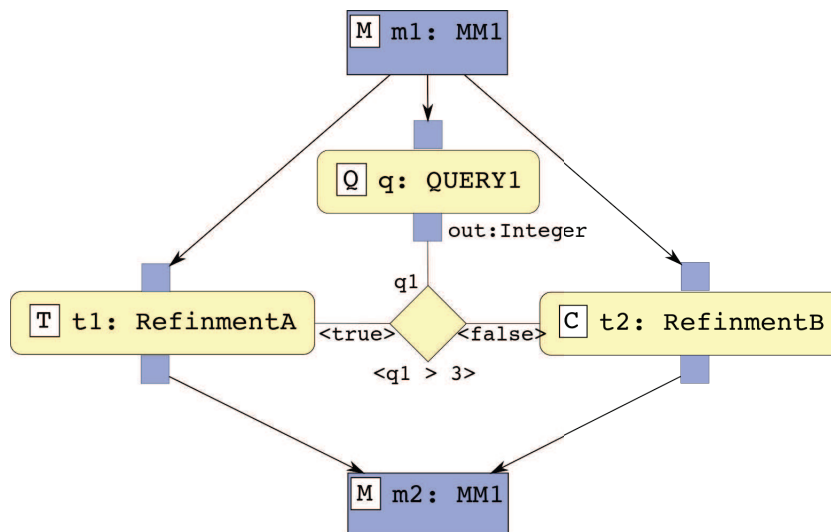 M m1: MM1
Q q: QUERY1
out:Integer
q1
T t1: RefinmentA
<true>
<false>
C t2: RefinmentB
<q1 > 3>
M m2: MM1